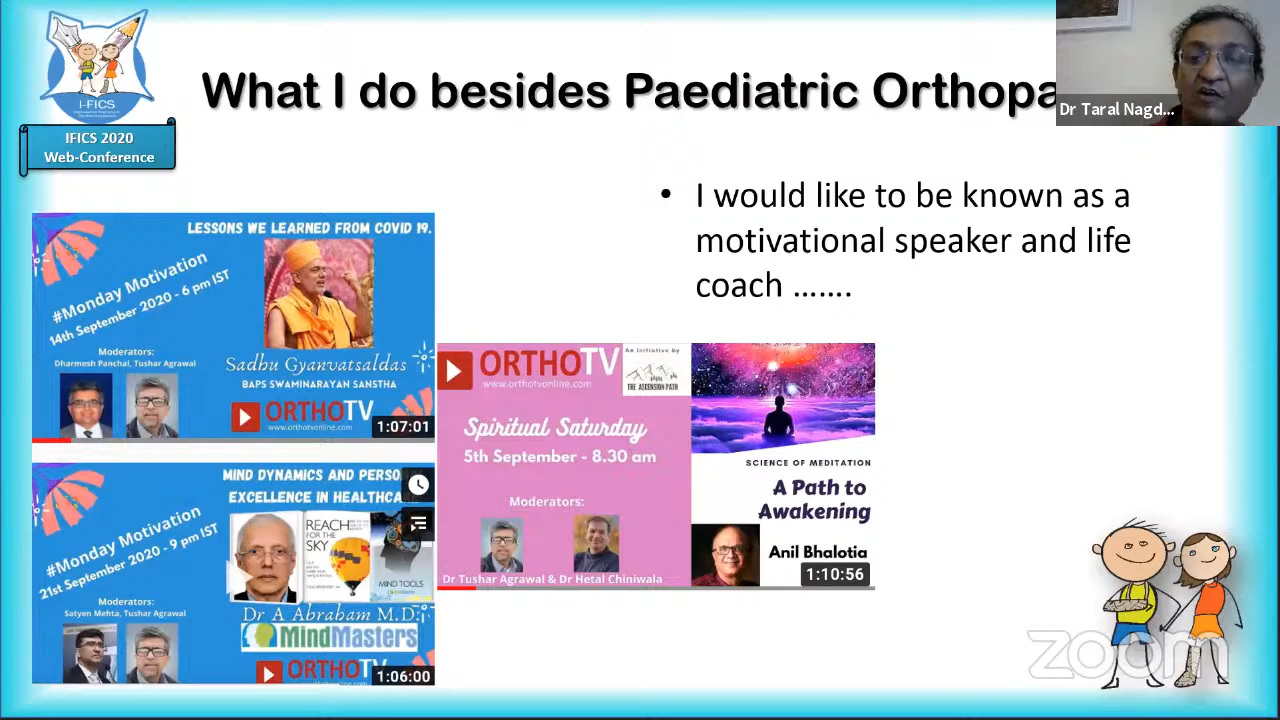 I-FICS
IFICS 2020
Web-Conference
What I do besides Paediatric Orthopa
Dr Taral Nagd...
• I would like to be known as a
motivational speaker and life
coach …….
LESSONS WE LEARNED FROM COVID 19.
#Monday Motivation
14th September 2020 - 6 pm IST
Moderators:
Dharmesh Panchal, Tushar Agrawal
Sadhu Gyanvatsaldas
BAPS SWAMINARAYAN SANSTHA
ORTHOTV
www.orthotvonline.com
1:07:01
MIND DYNAMICS AND PERSO
EXCELLENCE IN HEALTHCA
#Monday Motivation
21st September 2020 - 9 pm IST
REACH
FOR THE
SKY
MIND TOOLS
Moderators:
Satyen Mehta, Tushar Agrawal
Dr A Abraham M.D.
MindMasters
ORTHOTV
1:06:00
ORTHOTV
www.orthotvonline.com
An Initiative by
THE ASCENSION PATH
Spiritual Saturday
5th September - 8.30 am
Moderators:
Dr Tushar Agrawal & Dr Hetal Chiniwala
SCIENCE OF MEDITATION
A Path to
Awakening
Anil Bhalotia
1:10:56
zoom